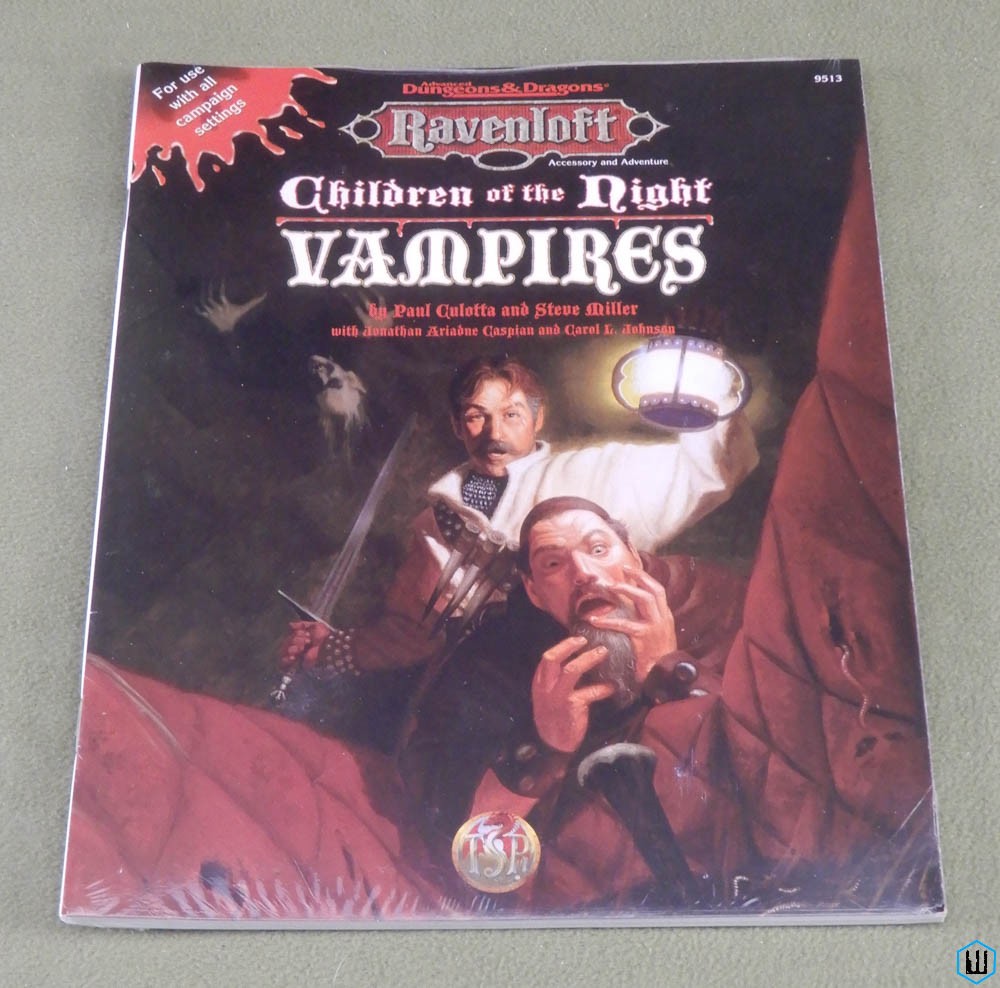 For use
with all
campaign
settings
Advanced
Dungeons & Dragons®
9513
Ravenloft
Accessory and Adventure
Children of the Night
VAMPIRES
by Paul Culotta and Steve Miller
with Jonathan Ariadne Caspian and Carol L. Johnson
TSR
W